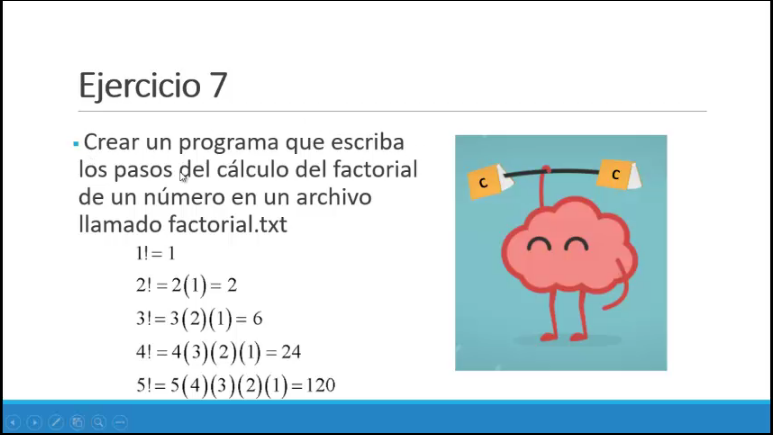 Ejercicio 7
Crear un programa que escriba
los pasos del cálculo del factorial
de un número en un archivo
llamado factorial.txt
1!= 1
2! = 2(1) = 2
3!= 3(2)(1) = 6
4! = 4(3)(2)(1) = 24
5!= 5(4)(3)(2)(1)=120
C
C